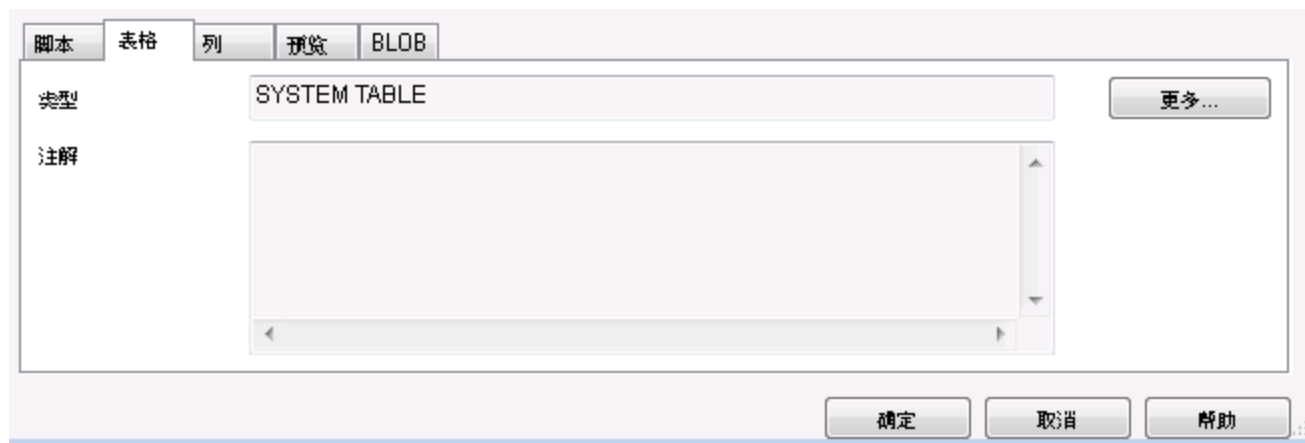 脚本 表格 列 预览 BLOB
类型 SYSTEM TABLE 更多...
注解
确定 取消 帮助